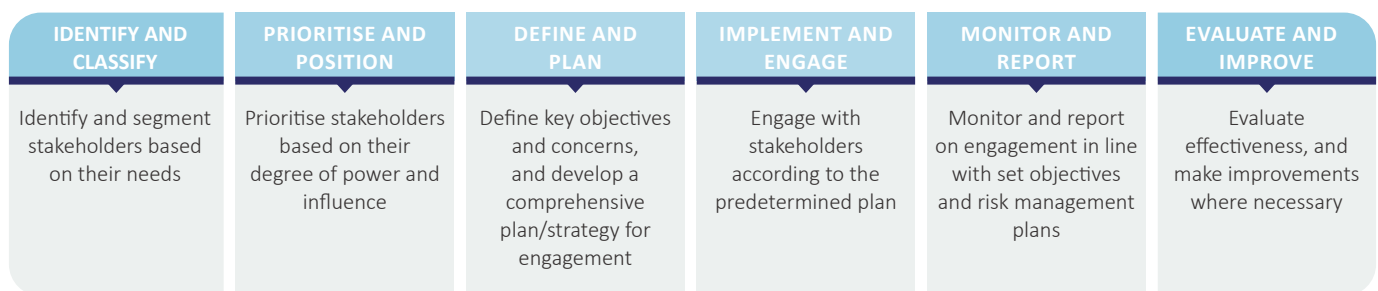 IDENTIFY AND
CLASSIFY
Identify and segment
stakeholders based
on their needs
PRIORITISE AND
POSITION
Prioritise stakeholders
based on their
degree of power and
influence
DEFINE AND
PLAN
Define key objectives
and concerns,
and develop a
comprehensive
plan/strategy for
engagement
IMPLEMENT AND
ENGAGE
Engage with
stakeholders
according to the
predetermined plan
MONITOR AND
REPORT
Monitor and report
on engagement in line
with set objectives
and risk management
plans
EVALUATE AND
IMPROVE
Evaluate
effectiveness, and
make improvements
where necessary